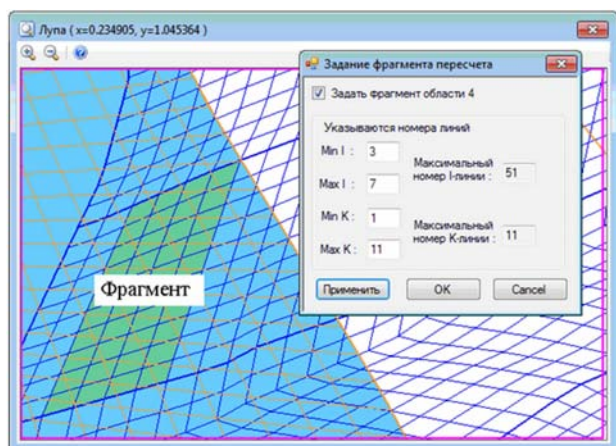 Лупа ( x=0.234905, y=1.045364 )
Задание фрагмента пересчета
Задать фрагмент области 4
Указываются номера линий
Min I : 3
Max I : 7
Максимальный номер I-линии : 51
Min K : 1
Max K : 11
Максимальный номер K-линии : 11
Применить OK Cancel
Фрагмент